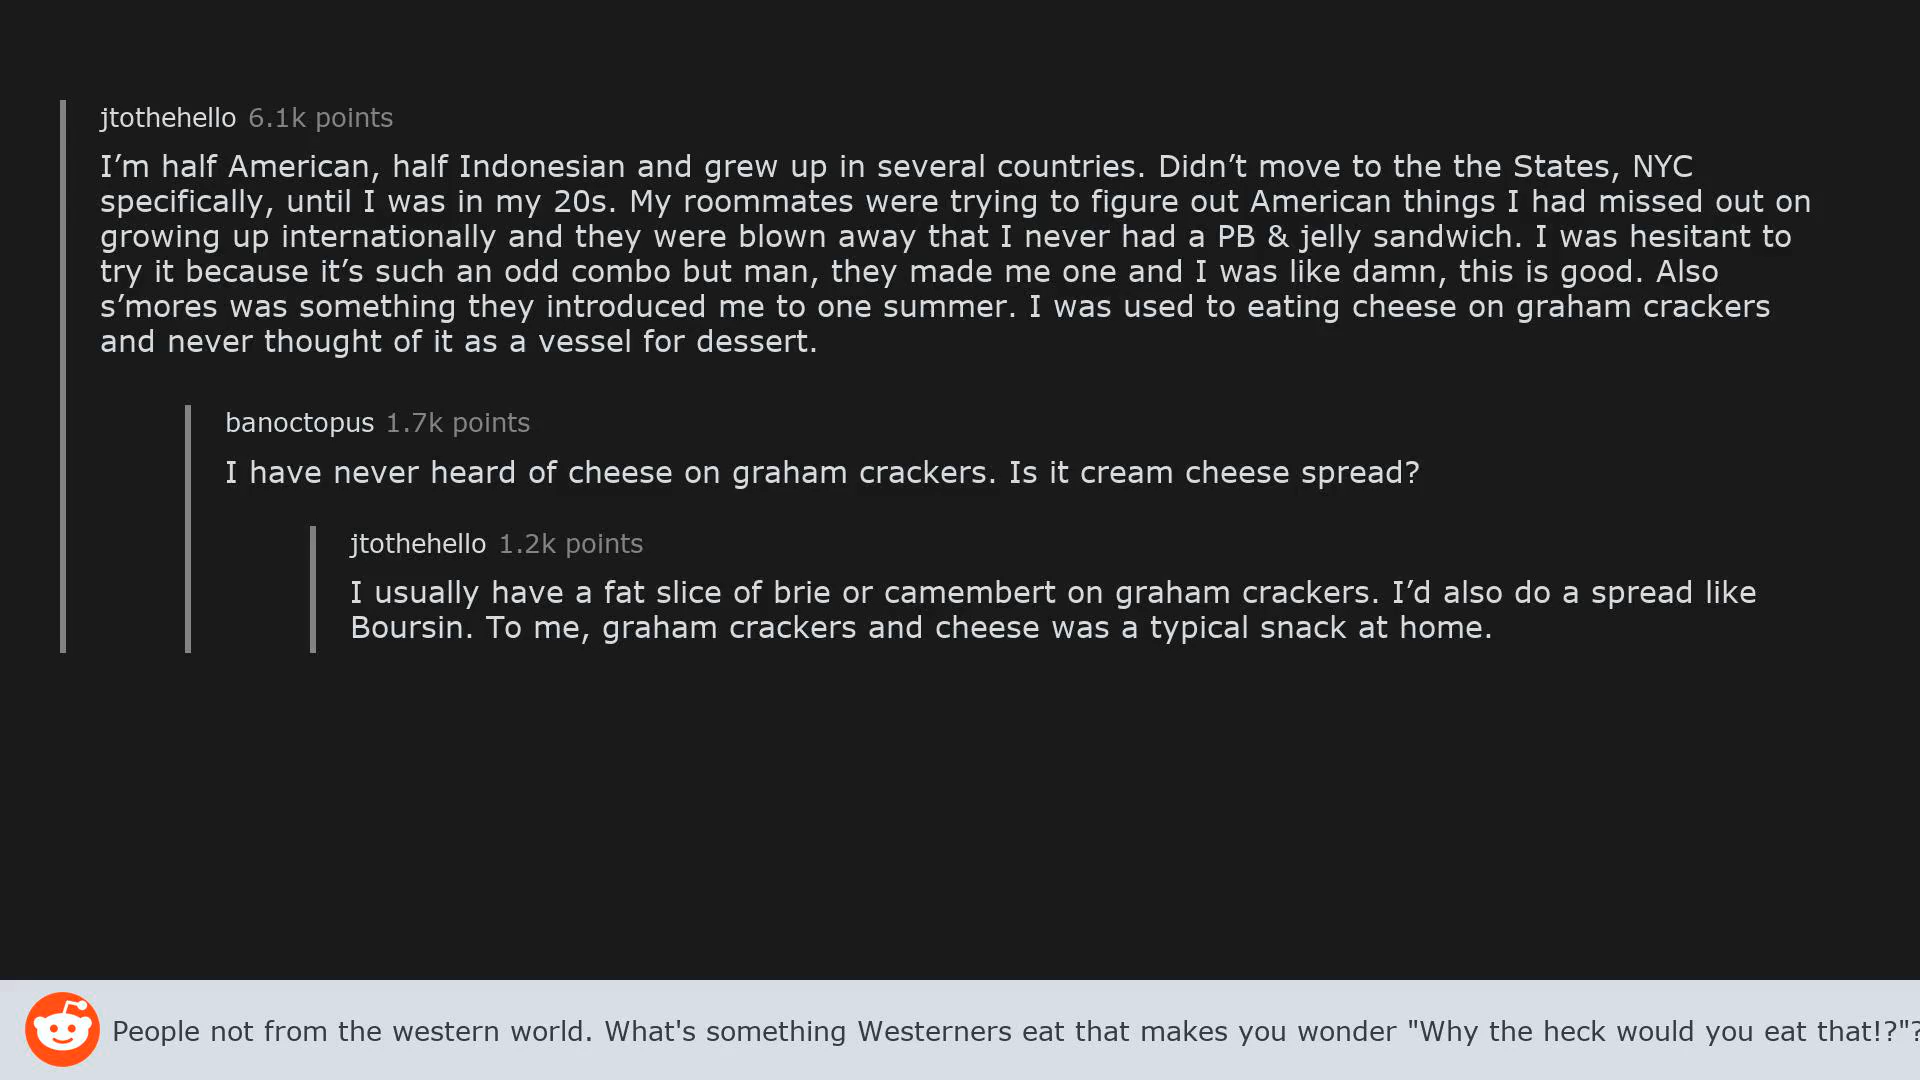 jtothehello 6.1k points
I’m half American, half Indonesian and grew up in several countries. Didn’t move to the the States, NYC
specifically, until I was in my 20s. My roommates were trying to figure out American things I had missed out on
growing up internationally and they were blown away that I never had a PB & jelly sandwich. I was hesitant to
try it because it’s such an odd combo but man, they made me one and I was like damn, this is good. Also
s’mores was something they introduced me to one summer. I was used to eating cheese on graham crackers
and never thought of it as a vessel for dessert.
banoctopus 1.7k points
I have never heard of cheese on graham crackers. Is it cream cheese spread?
jtothehello 1.2k points
I usually have a fat slice of brie or camembert on graham crackers. I’d also do a spread like
Boursin. To me, graham crackers and cheese was a typical snack at home.
People not from the western world. What's something Westerners eat that makes you wonder "Why the heck would you eat that!?"?